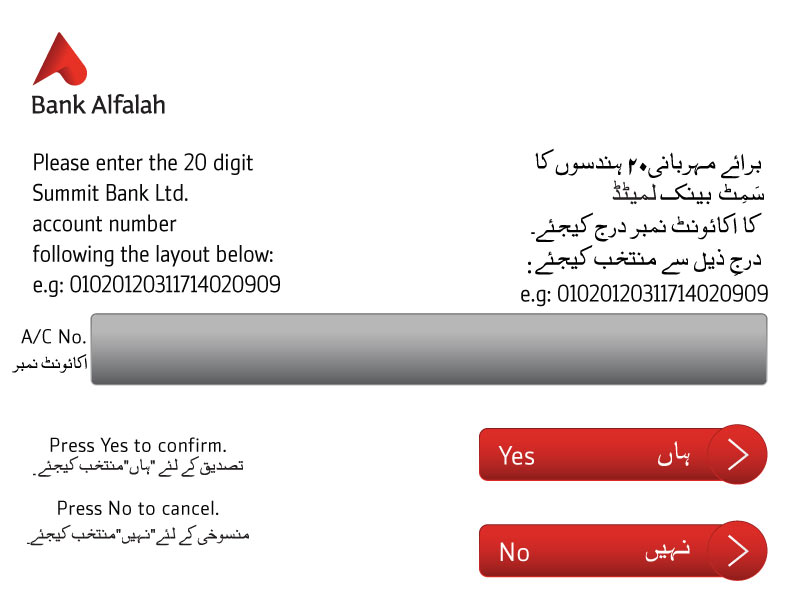 Bank Alfalah
Please enter the 20 digit
Summit Bank Ltd.
account number
following the layout below:
e.g: 01020120311714020909
برائے مہربانی۲۰ ہندسوں کا
سَمِٹ بینک لمیٹڈ
کا اکائونٹ نمبر درج کیجئے۔
درجِ ذیل سے منتخب کیجئے:
e.g: 01020120311714020909
A/C No.
اکائونٹ نمبر
Press Yes to confirm.
تصدیق کے لئے "ہاں"منتخب کیجئے۔
Yes ہاں
Press No to cancel.
منسوخی کے لئے"نہیں"منتخب کیجئے۔
No نہیں